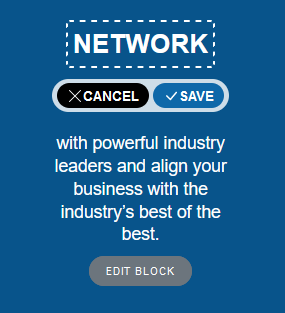 NETWORK
CANCEL SAVE
with powerful industry
leaders and align your
business with the
industry's best of the
best.
EDIT BLOCK